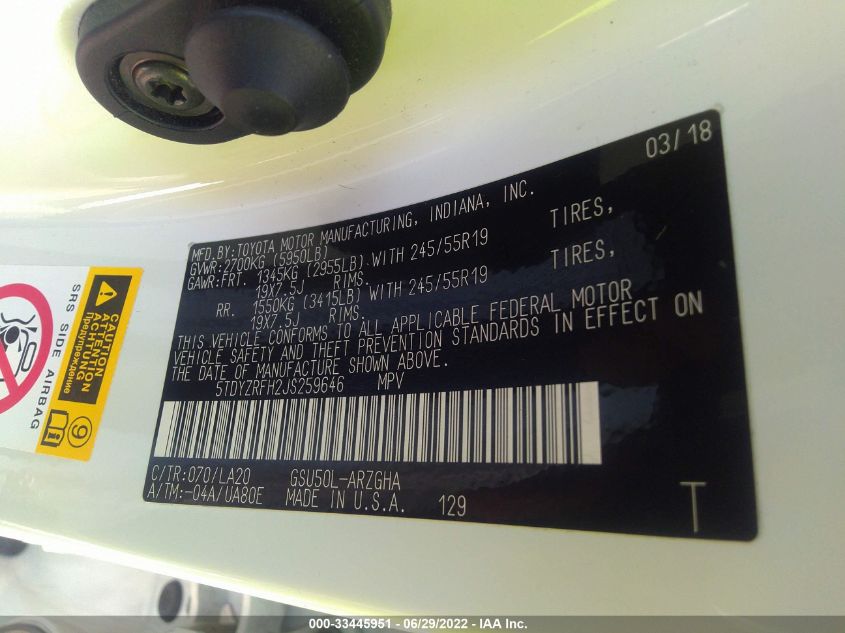 03/18
MFD.BY:TOYOTA MOTOR MANUFACTURING, INDIANA, INC.
GVWR:2700KG (5950LB)
GAWR:FRT. 1345KG (2955LB) WITH 245/55R19 TIRES,
19X7.5J RIMS.
RR. 1550KG (3415LB) WITH 245/55R19 TIRES,
19X7.5J RIMS.
THIS VEHICLE CONFORMS TO ALL APPLICABLE FEDERAL MOTOR
VEHICLE SAFETY AND THEFT PREVENTION STANDARDS IN EFFECT ON
THE DATE OF MANUFACTURE SHOWN ABOVE.
5TDYZRFH2JS259646 MPV
C/TR:070/LA20 GSU50L-ARZGHA
A/TM:-04A/UA80E MADE IN U.S.A. 129
T
SRS SIDE AIRBAG
CAUTION
ATTENTION
ACHTUNG
Предупреждение
9
000-33445951 - 06/29/2022 - IAA Inc.